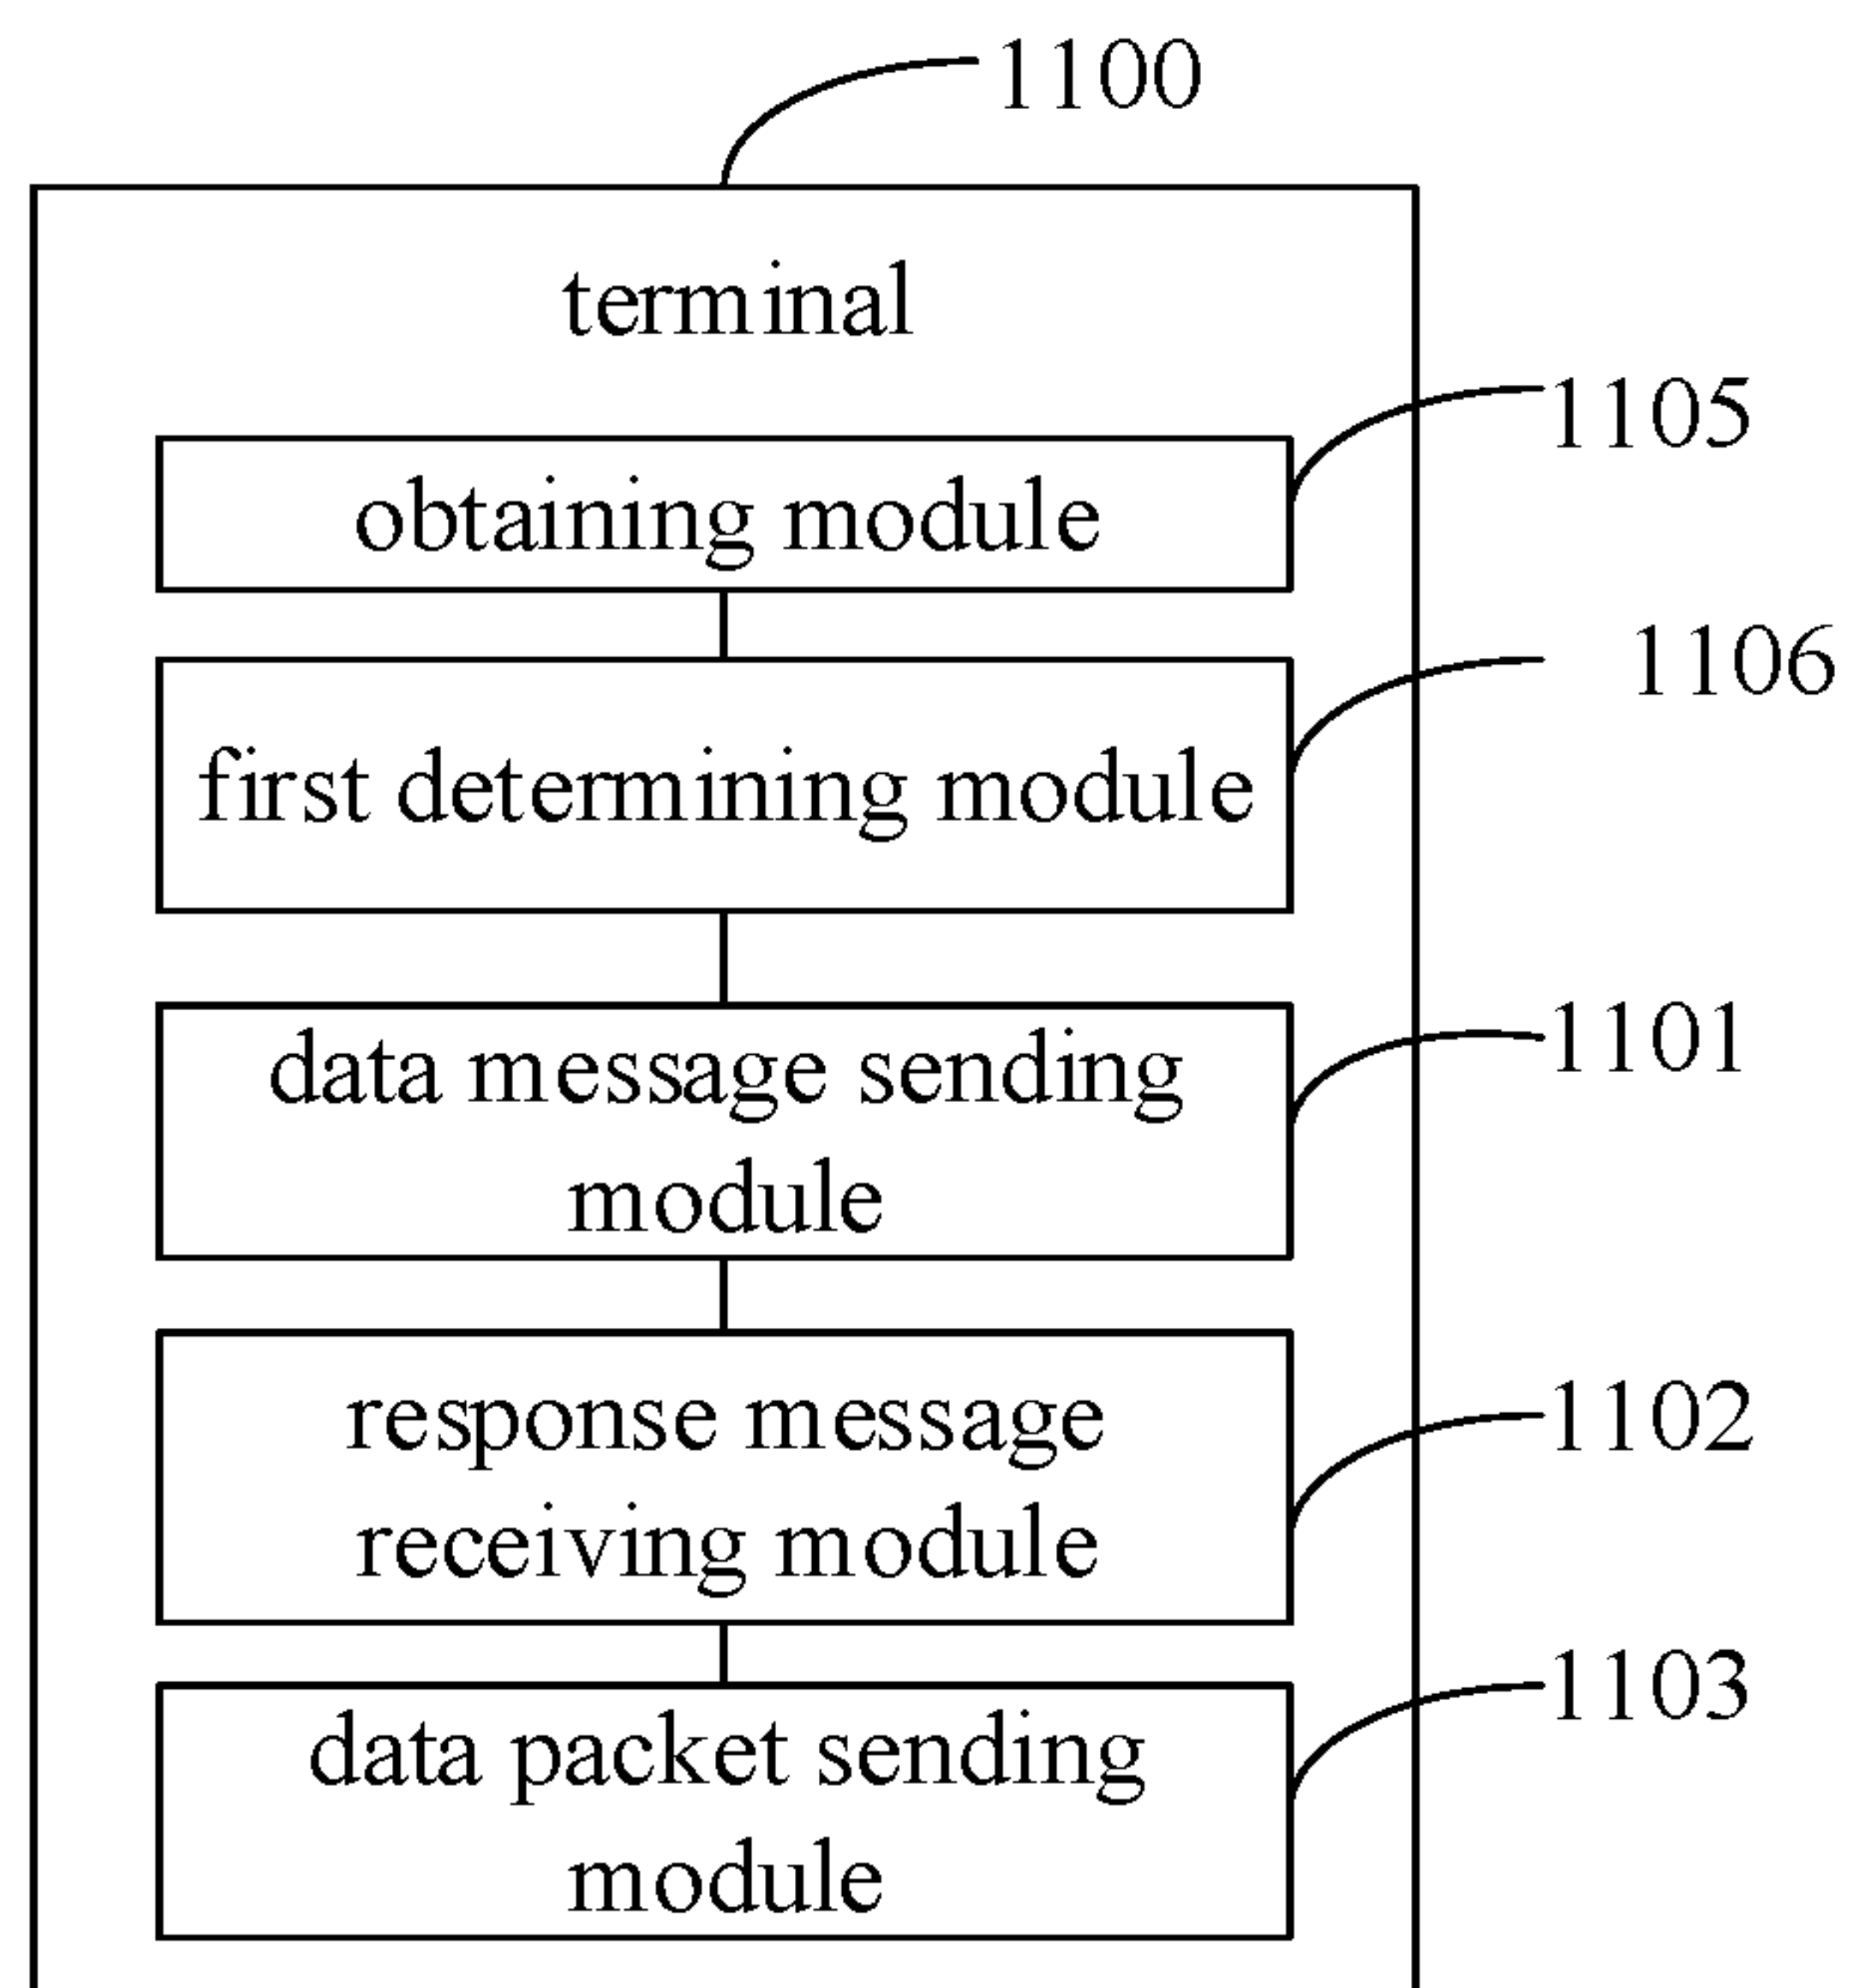 1100
terminal
1105
obtaining module
1106
first determining module
1101
data message sending
module
1102
response message
receiving module
1103
data packet sending
module